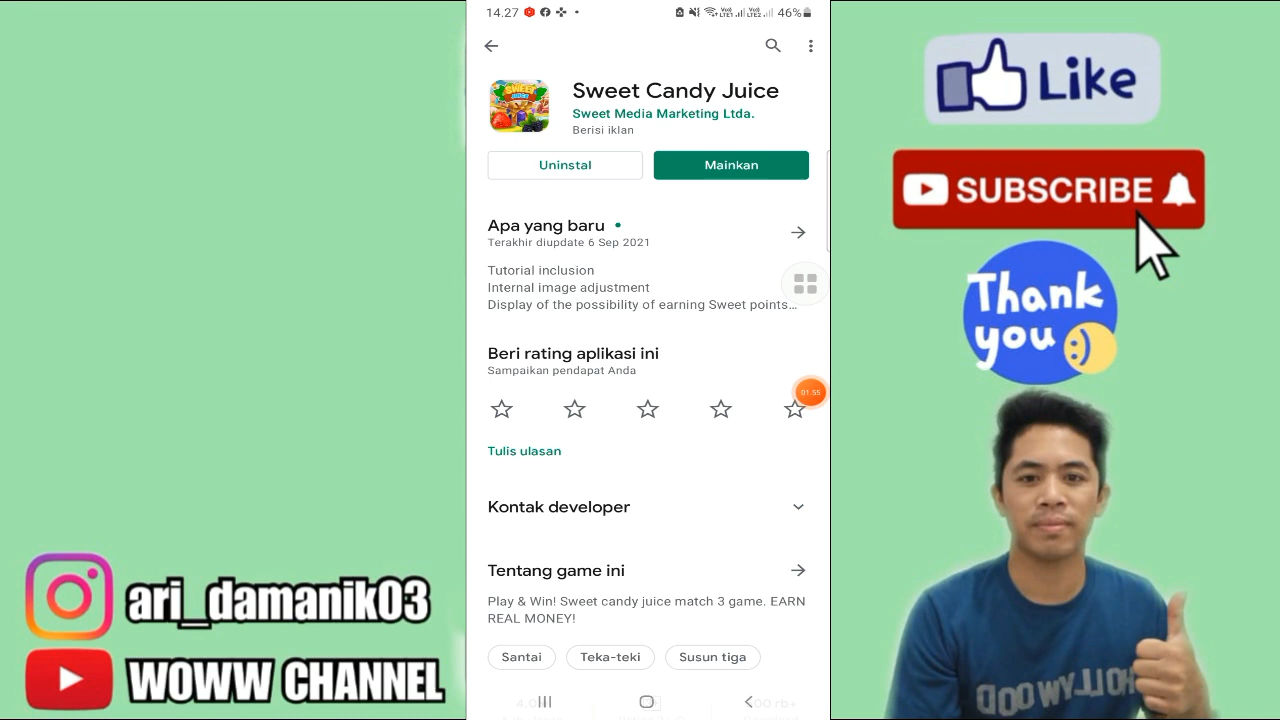 14.27
46%
Sweet Candy Juice
Sweet Media Marketing Ltda.
Berisi iklan
Uninstal
Mainkan
Apa yang baru
Terakhir diupdate 6 Sep 2021
Tutorial inclusion
Internal image adjustment
Display of the possibility of earning Sweet points...
Beri rating aplikasi ini
Sampaikan pendapat Anda
01.55
Tulis ulasan
Kontak developer
Tentang game ini
Play & Win! Sweet candy juice match 3 game. EARN
REAL MONEY!
Santai
Teka-teki
Susun tiga
Like
SUBSCRIBE
Thank
you
ari_damanik03
WOWW CHANNEL